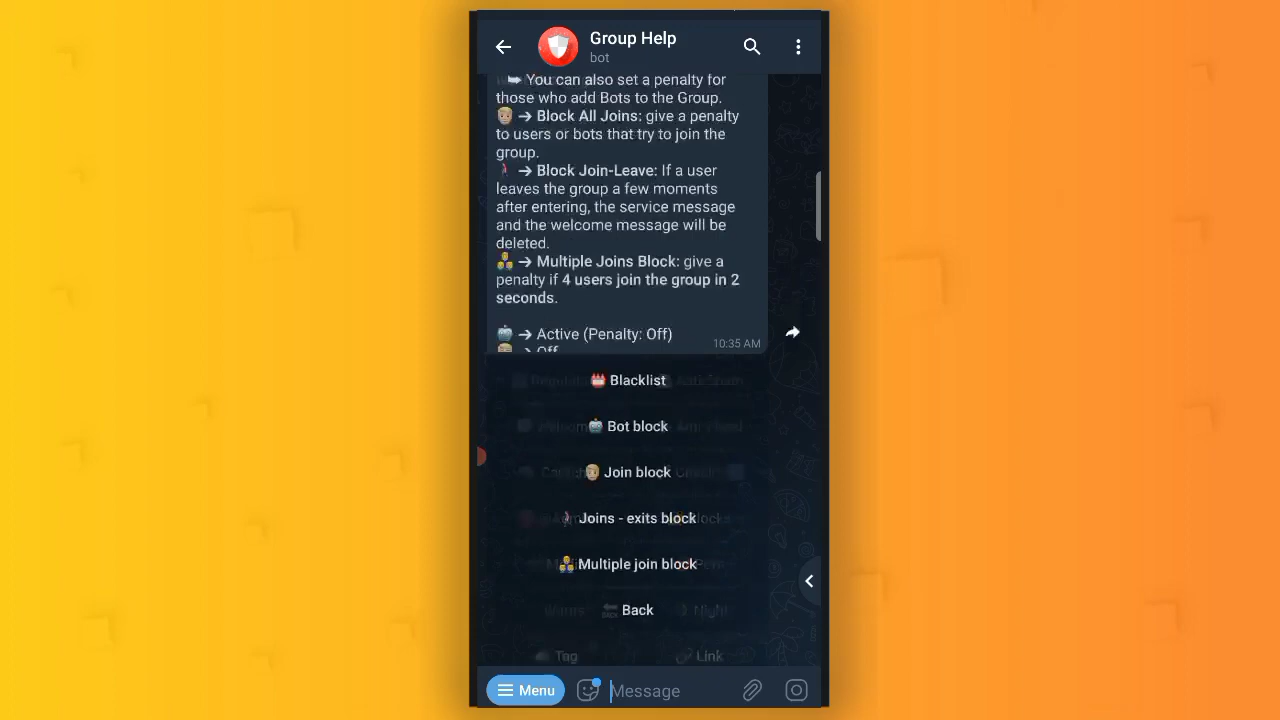 Group Help
bot
➥ You can also set a penalty for
those who add Bots to the Group.
👨🏼 → Block All Joins: give a penalty
to users or bots that try to join the
group.
🚶 → Block Join-Leave: If a user
leaves the group a few moments
after entering, the service message
and the welcome message will be
deleted.
👨‍👩‍👦 → Multiple Joins Block: give a
penalty if 4 users join the group in 2
seconds.
🤖 → Active (Penalty: Off)
→ Off
10:35 AM
Blacklist
🤖 Bot block
Join block
Joins - exits block
Multiple join block
🔙 Back
Warns Night
Tag Link
Menu Message